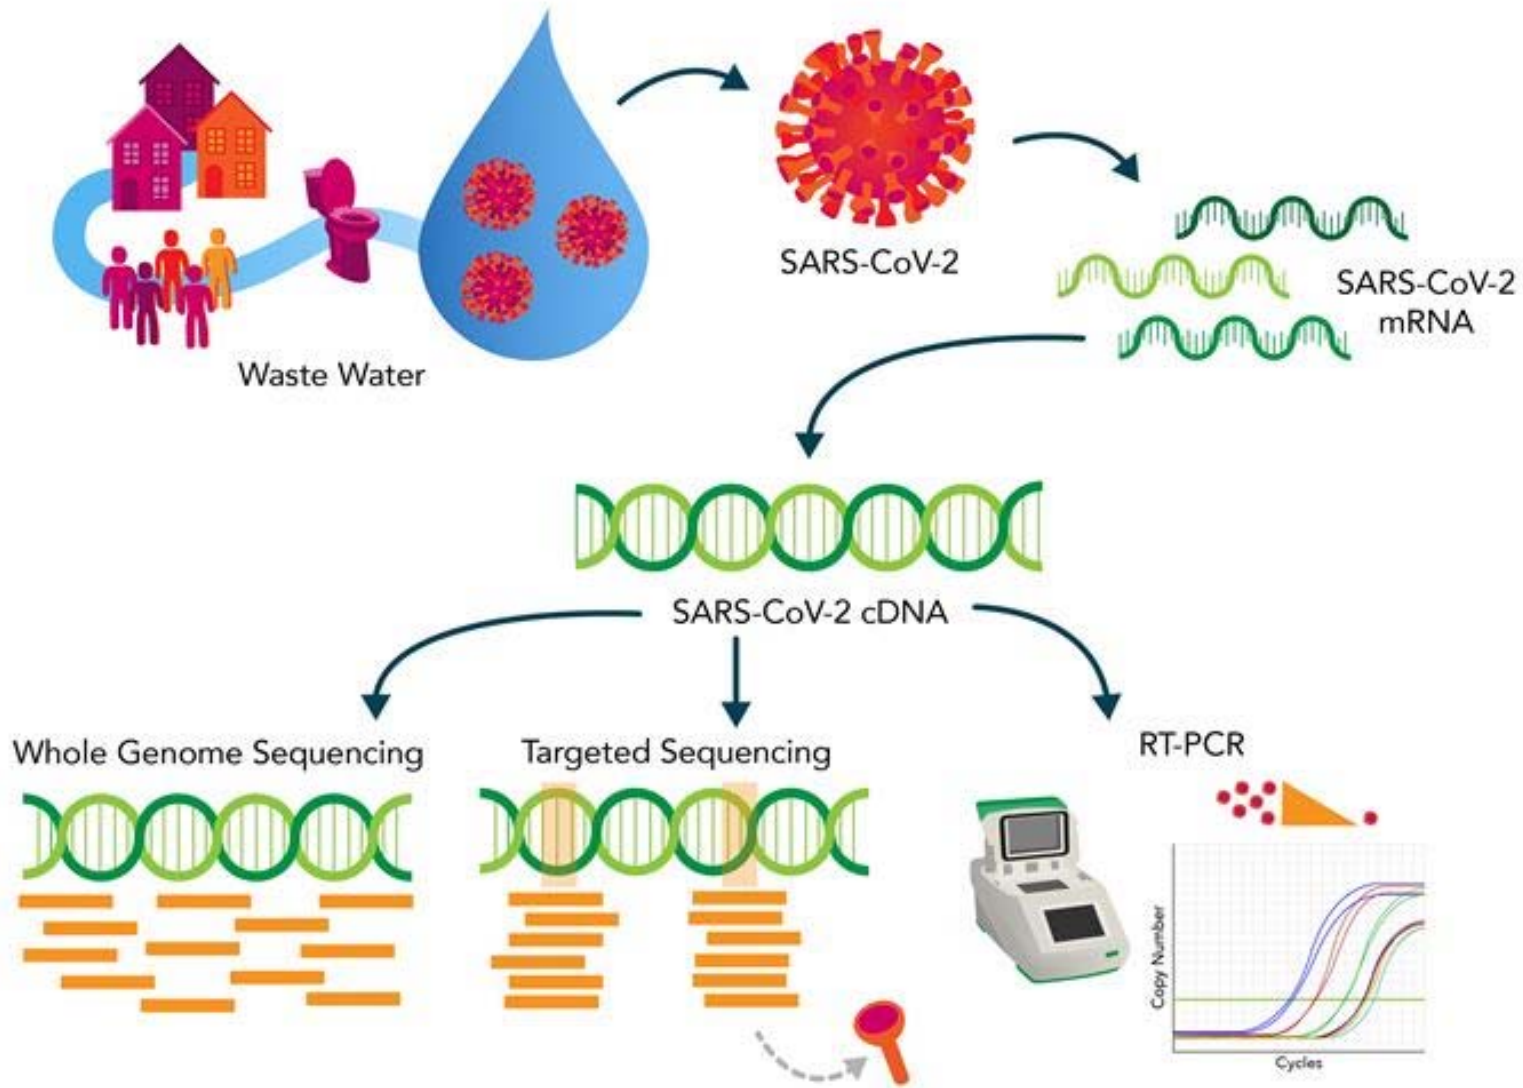 Waste Water
SARS-CoV-2
SARS-CoV-2
mRNA
SARS-CoV-2 cDNA
Whole Genome Sequencing
Targeted Sequencing
RT-PCR
Copy Number
Cycles